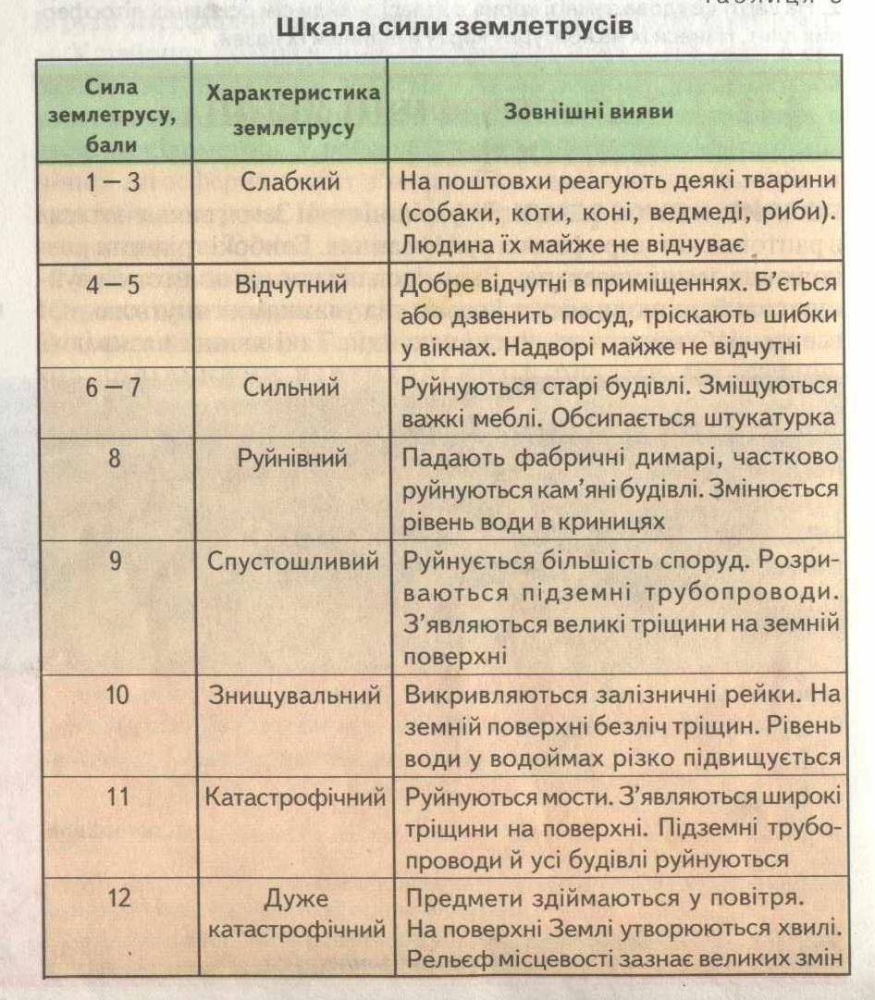 Шкала сили землетрусів
Сила
землетрусу,
бали
Характеристика
землетрусу
Зовнішні вияви
1 – 3
Слабкий
На поштовхи реагують деякі тварини
(собаки, коти, коні, ведмеді, риби).
Людина їх майже не відчуває
4 – 5
Відчутний
Добре відчутні в приміщеннях. Б’ється
або дзвенить посуд, тріскають шибки
у вікнах. Надворі майже не відчутні
6 – 7
Сильний
Руйнуються старі будівлі. Зміщуються
важкі меблі. Обсипається штукатурка
8
Руйнівний
Падають фабричні димарі, частково
руйнуються кам’яні будівлі. Змінюється
рівень води в криницях
9
Спустошливий
Руйнується більшість споруд. Розри-
ваються підземні трубопроводи.
З’являються великі тріщини на земній
поверхні
10
Знищувальний
Викривляються залізничні рейки. На
земній поверхні безліч тріщин. Рівень
води у водоймах різко підвищується
11
Катастрофічний
Руйнуються мости. З’являються широкі
тріщини на поверхні. Підземні трубо-
проводи й усі будівлі руйнуються
12
Дуже
катастрофічний
Предмети здіймаються у повітря.
На поверхні Землі утворюються хвилі.
Рельєф місцевості зазнає великих змін